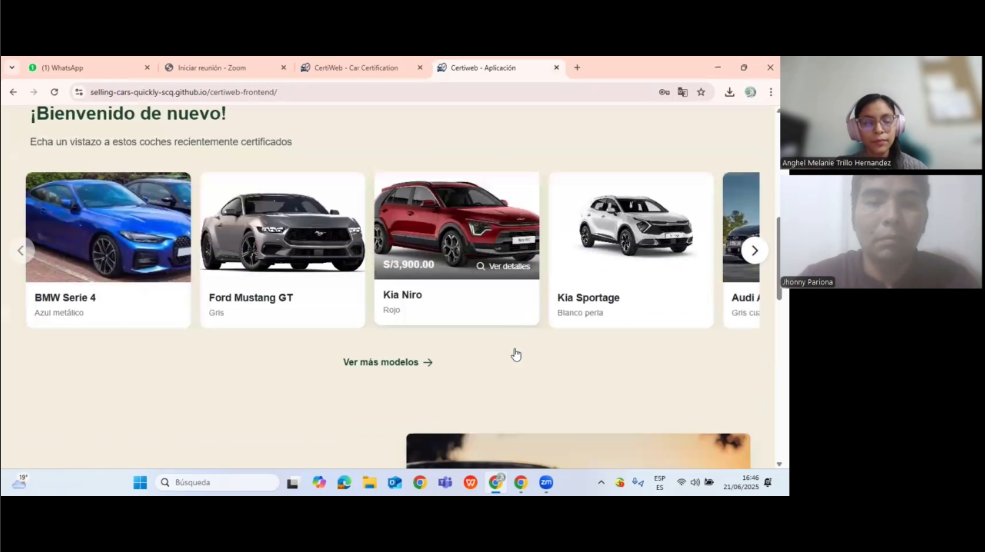 (1) WhatsApp
Iniciar reunión - Zoom
CertiWeb - Car Certification
Certiweb - Aplicación
selling-cars-quickly-scq.github.io/certiweb-frontend/
¡Bienvenido de nuevo!
Echa un vistazo a estos coches recientemente certificados
S/3,900.00
Ver detalles
BMW Serie 4
Azul metálico
Ford Mustang GT
Gris
Kia Niro
Rojo
Kia Sportage
Blanco perla
Audi
Gris
Ver más modelos →
Anghel Melanie Trillo Hernandez
Jhonny Pariona
19°
Búsqueda
zm
ESP
ES
16:46
21/06/2025